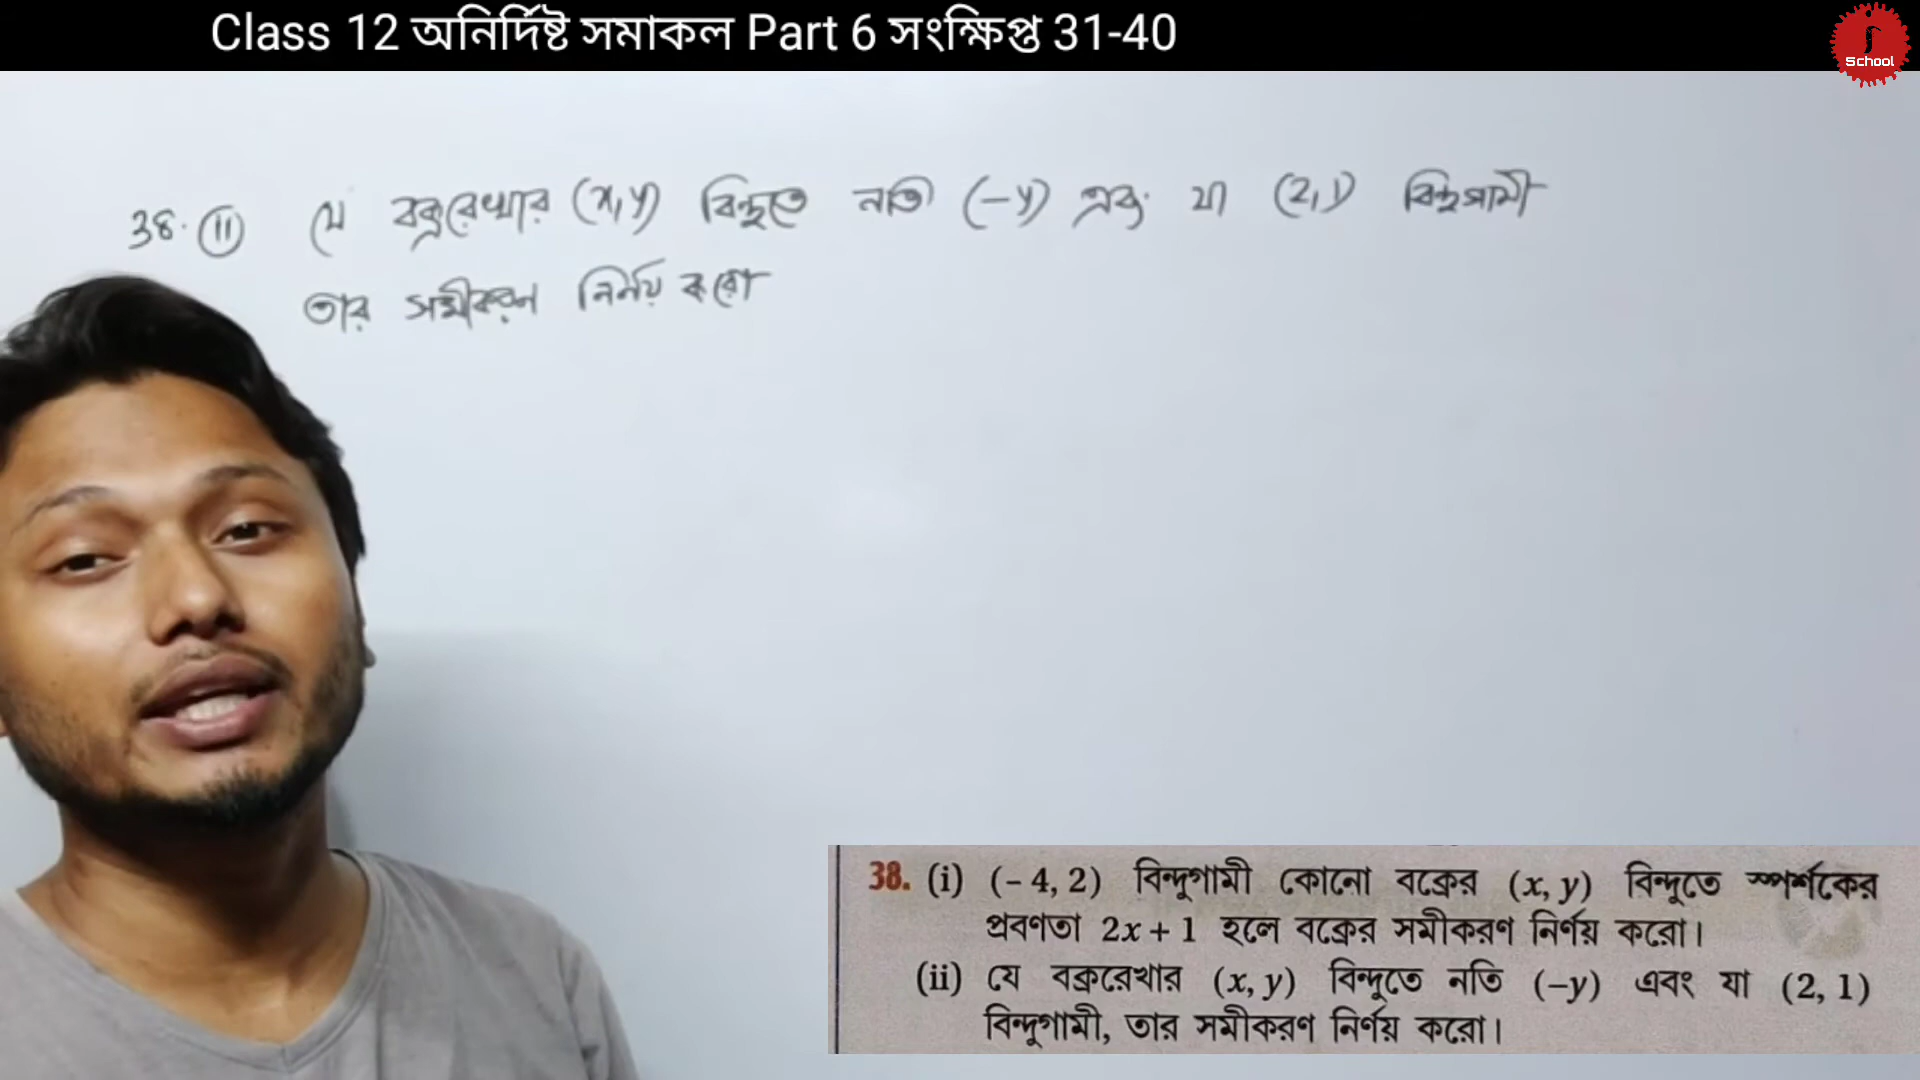 Class 12 অনির্দিষ্ট সমাকল Part 6 সংক্ষিপ্ত 31-40
School
38. (ii) যে বক্ররেখার (x, y) বিন্দুতে নতি (-y) এবং যা (2,1) বিন্দুগামী
তার সমীকরণ নির্ণয় করো
38. (i) (- 4, 2) বিন্দুগামী কোনো বক্রের (x, y) বিন্দুতে স্পর্শকের
প্রবণতা 2x + 1 হলে বক্রের সমীকরণ নির্ণয় করো।
(ii) যে বক্ররেখার (x, y) বিন্দুতে নতি (–y) এবং যা (2, 1)
বিন্দুগামী, তার সমীকরণ নির্ণয় করো।